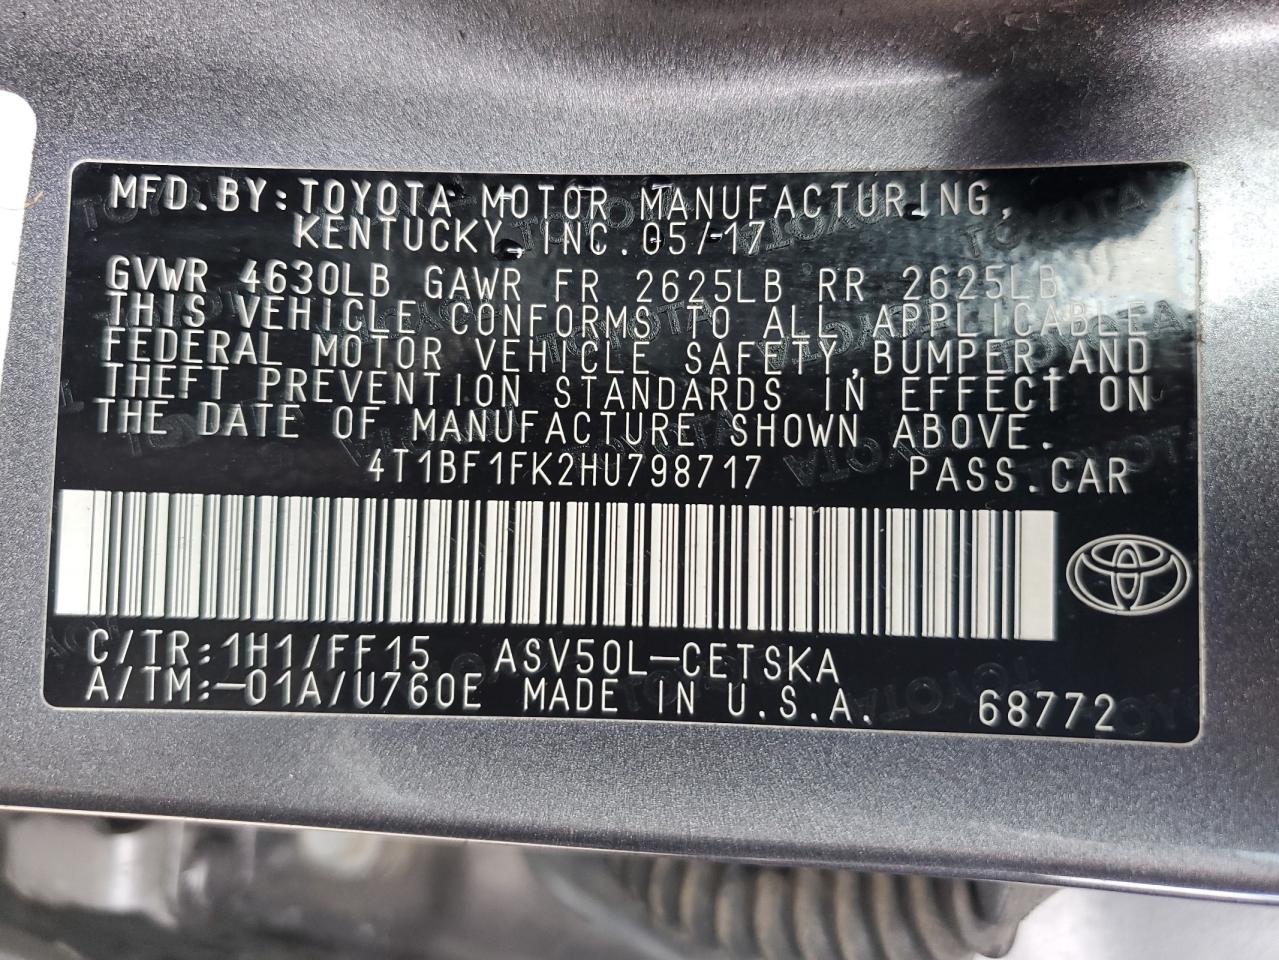 MFD.BY:TOYOTA MOTOR MANUFACTURING,
KENTUCKY, INC. 05/17
GVWR 4630LB GAWR FR 2625LB RR 2625LB
THIS VEHICLE CONFORMS TO ALL APPLICABLE
FEDERAL MOTOR VEHICLE SAFETY,BUMPER,AND
THEFT PREVENTION STANDARDS IN EFFECT ON
THE DATE OF MANUFACTURE SHOWN ABOVE.
4T1BF1FK2HU798717 PASS.CAR
C/TR:1H1/FF15 ASV50L-CETSKA
A/TM:-01A/U760E MADE IN U.S.A. 68772